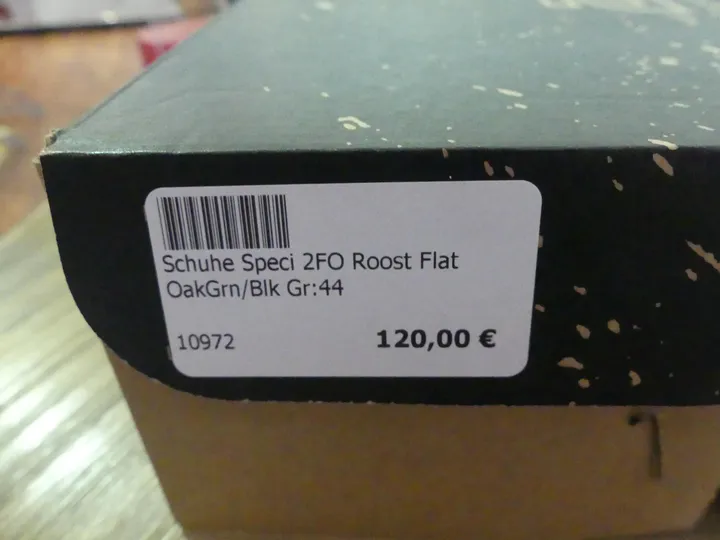 Schuhe Speci 2FO Roost Flat
OakGrn/Blk Gr:44
10972 120,00 €